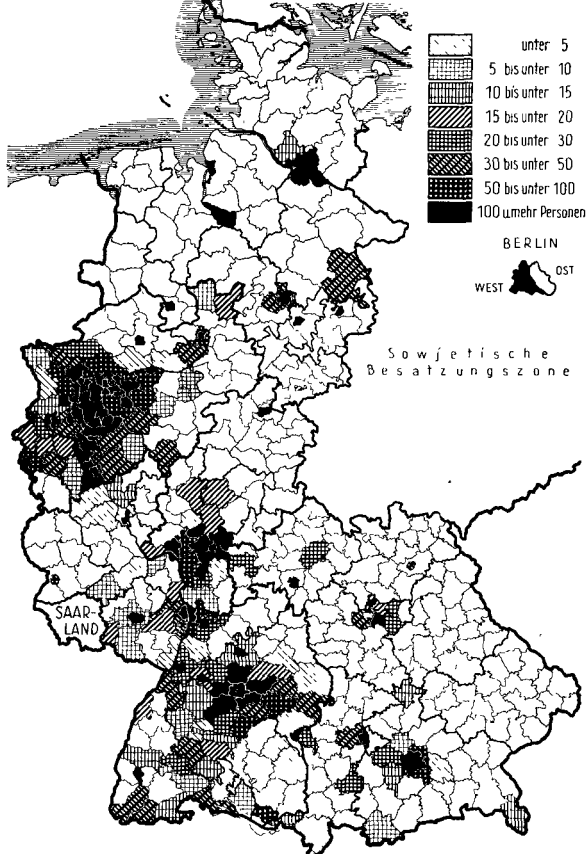 unter 5
5 bis unter 10
10 bis unter 15
15 bis unter 20
20 bis unter 30
30 bis unter 50
50 bis unter 100
100 u.mehr Personen
BERLIN
WEST OST
Sowjetische
Besatzungszone
SAAR-
LAND